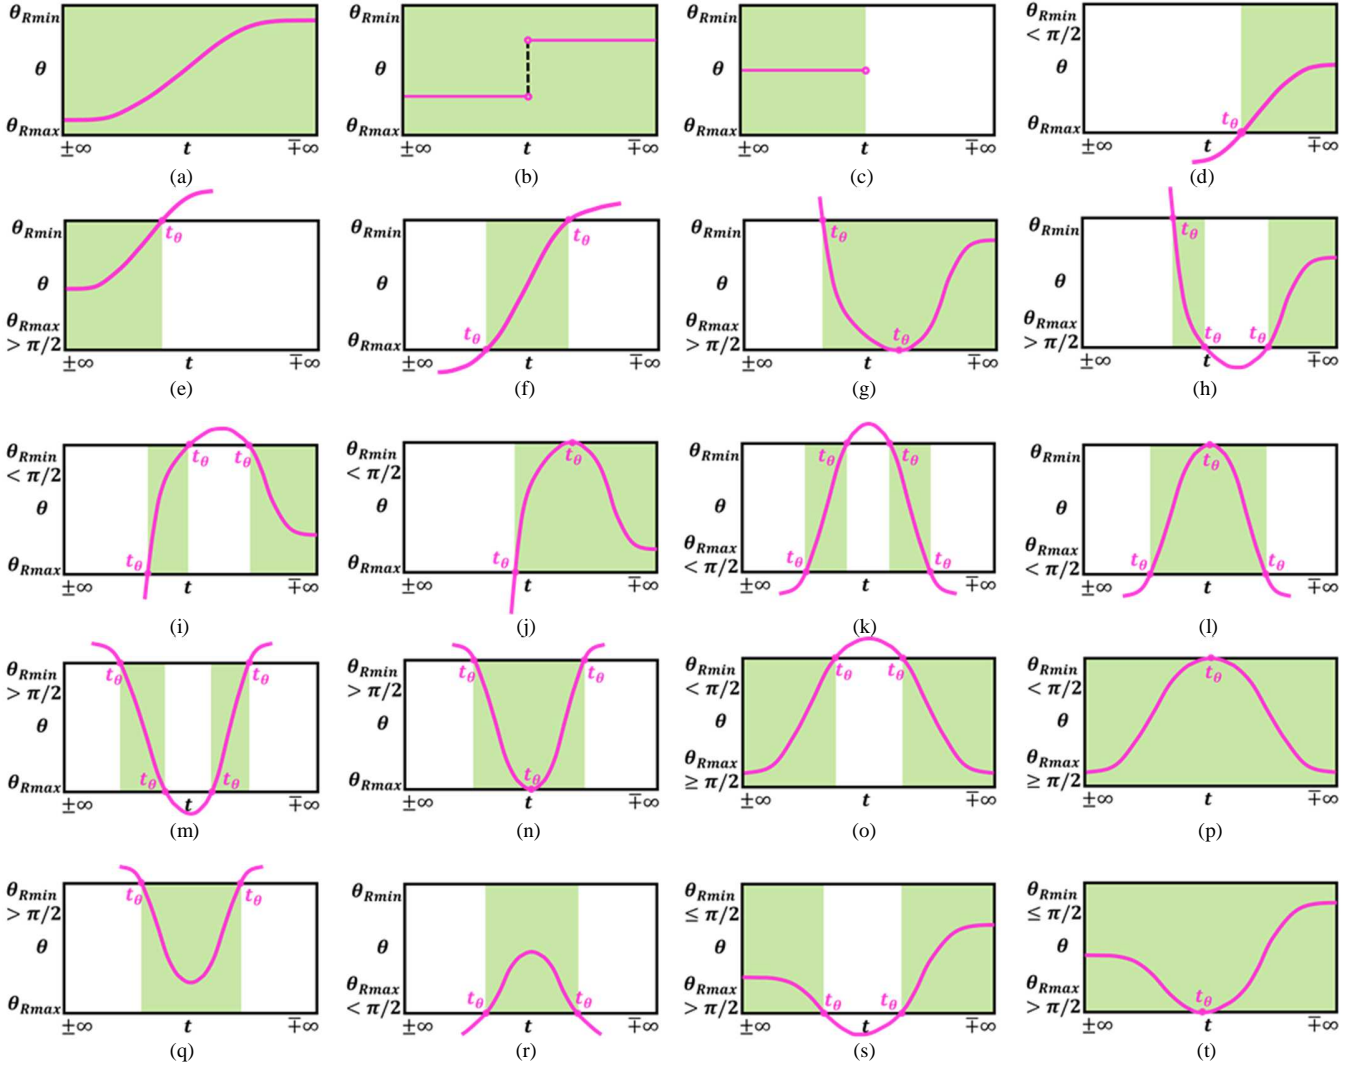 θRmin θRmin θRmin θRmin
< π/2
θ θ θ θ
θRmax θRmax θRmax tθ θRmax
±∞ t ∓∞ ±∞ t ∓∞ ±∞ t ∓∞ ±∞ t ∓∞
(a) (b) (c) (d)
θRmin tθ θRmin tθ θRmin tθ θRmin tθ
θ θ θ θ
θRmax θRmax tθ θRmax tθ θRmax tθ tθ
> π/2 > π/2 > π/2
±∞ t ∓∞ ±∞ t ∓∞ ±∞ t ∓∞ ±∞ t ∓∞
(e) (f) (g) (h)
θRmin tθ tθ θRmin tθ θRmin tθ tθ θRmin tθ
< π/2 < π/2
θ θ θ θ
θRmax tθ θRmax tθ θRmax tθ tθ θRmax tθ tθ
< π/2 < π/2
±∞ t ∓∞ ±∞ t ∓∞ ±∞ t ∓∞ ±∞ t ∓∞
(i) (j) (k) (l)
θRmin tθ tθ θRmin tθ tθ θRmin tθ tθ θRmin tθ
> π/2 > π/2 < π/2 < π/2
θ θ θ θ
θRmax tθ tθ θRmax tθ θRmax θRmax
≥ π/2 ≥ π/2
±∞ t ∓∞ ±∞ t ∓∞ ±∞ t ∓∞ ±∞ t ∓∞
(m) (n) (o) (p)
θRmin tθ tθ θRmin θRmin θRmin
> π/2 ≤ π/2 ≤ π/2
θ θ θ θ
θRmax θRmax tθ tθ θRmax tθ tθ θRmax tθ
< π/2 > π/2 > π/2
±∞ t ∓∞ ±∞ t ∓∞ ±∞ t ∓∞ ±∞ t ∓∞
(q) (r) (s) (t)